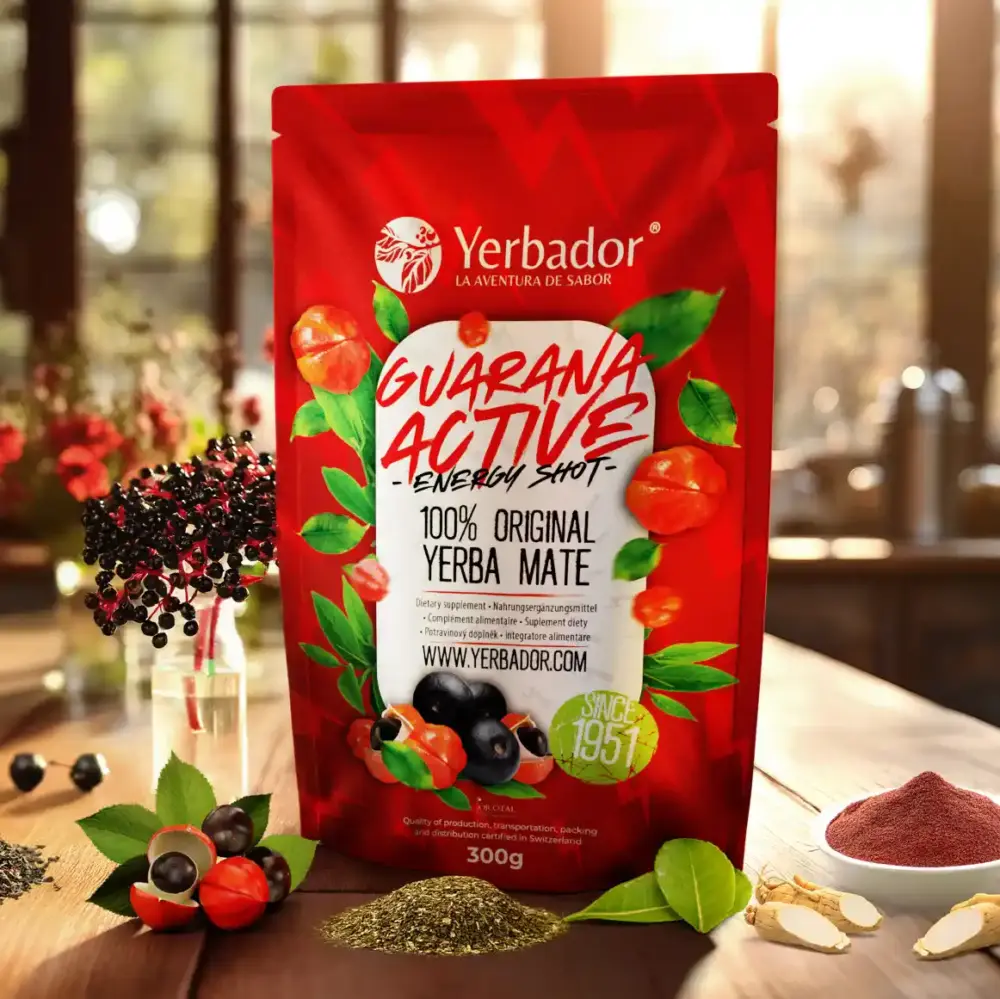 Yerbador®
LA AVENTURA DE SABOR
GUARANA
ACTIVE
- ENERGY SHOT -
100% ORIGINAL
YERBA MATE
Dietary supplement • Nahrungsergänzungsmittel
• Complément alimentaire • Suplement diety
• Potravinový doplněk • Integratore alimentare
WWW.YERBADOR.COM
SINCE
1951
Quality of production, transportation, packing
and distribution certified in Switzerland
300g